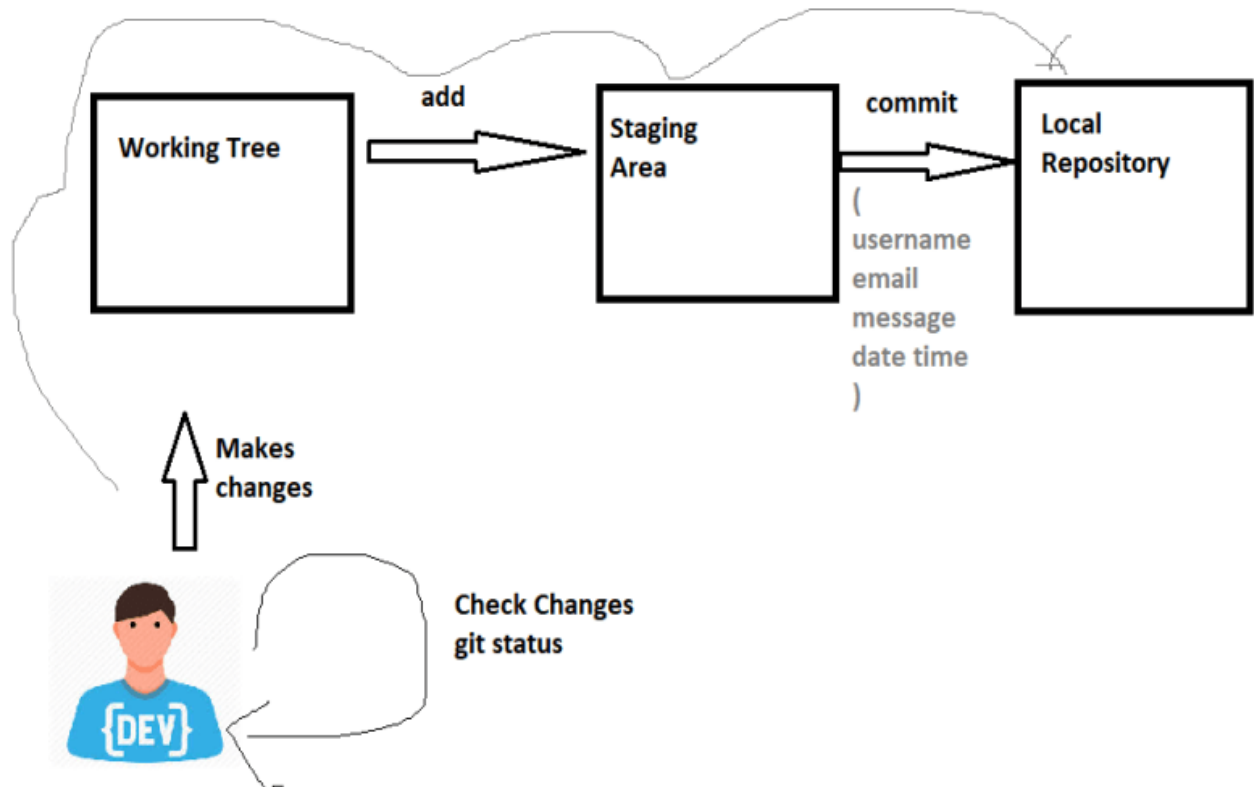 add
commit
Working Tree
Staging
Area
Local
Repository
(
username
email
message
date time
)
Makes
changes
Check Changes
git status
{DEV}